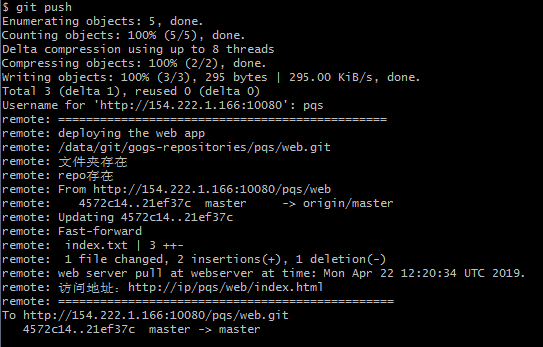 $ git push
Enumerating objects: 5, done.
Counting objects: 100% (5/5), done.
Delta compression using up to 8 threads
Compressing objects: 100% (2/2), done.
Writing objects: 100% (3/3), 295 bytes | 295.00 KiB/s, done.
Total 3 (delta 1), reused 0 (delta 0)
Username for 'http://154.222.1.166:10080': pqs
remote: ===============================================
remote: deploying the web app
remote: /data/git/gogs-repositories/pqs/web.git
remote: 文件夹存在
remote: repo存在
remote: From http://154.222.1.166:10080/pqs/web
remote:    4572c14..21ef37c  master     -> origin/master
remote: Updating 4572c14..21ef37c
remote: Fast-forward
remote:  index.txt | 3 ++-
remote:  1 file changed, 2 insertions(+), 1 deletion(-)
remote: web server pull at webserver at time: Mon Apr 22 12:20:34 UTC 2019.
remote: 访问地址：http://ip/pqs/web/index.html
remote: ================================================
To http://154.222.1.166:10080/pqs/web.git
   4572c14..21ef37c  master -> master